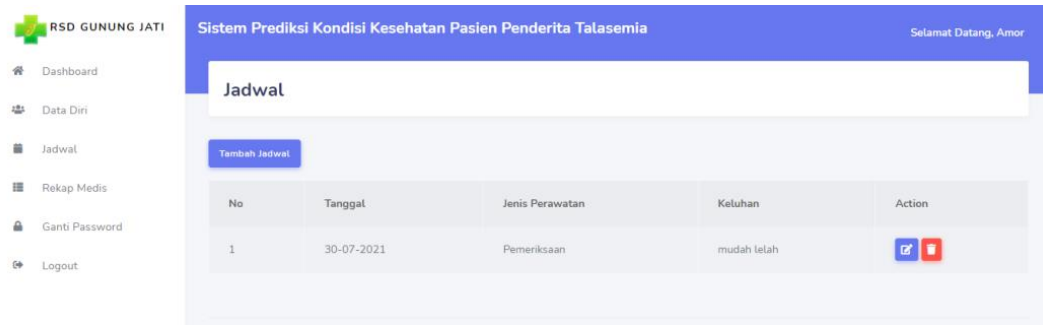 RSD GUNUNG JATI
Sistem Prediksi Kondisi Kesehatan Pasien Penderita Talasemia
Selamat Datang, Amor
Dashboard
Data Diri
Jadwal
Rekap Medis
Ganti Password
Logout
Jadwal
Tambah Jadwal
No Tanggal Jenis Perawatan Keluhan Action
1 30-07-2021 Pemeriksaan mudah lelah